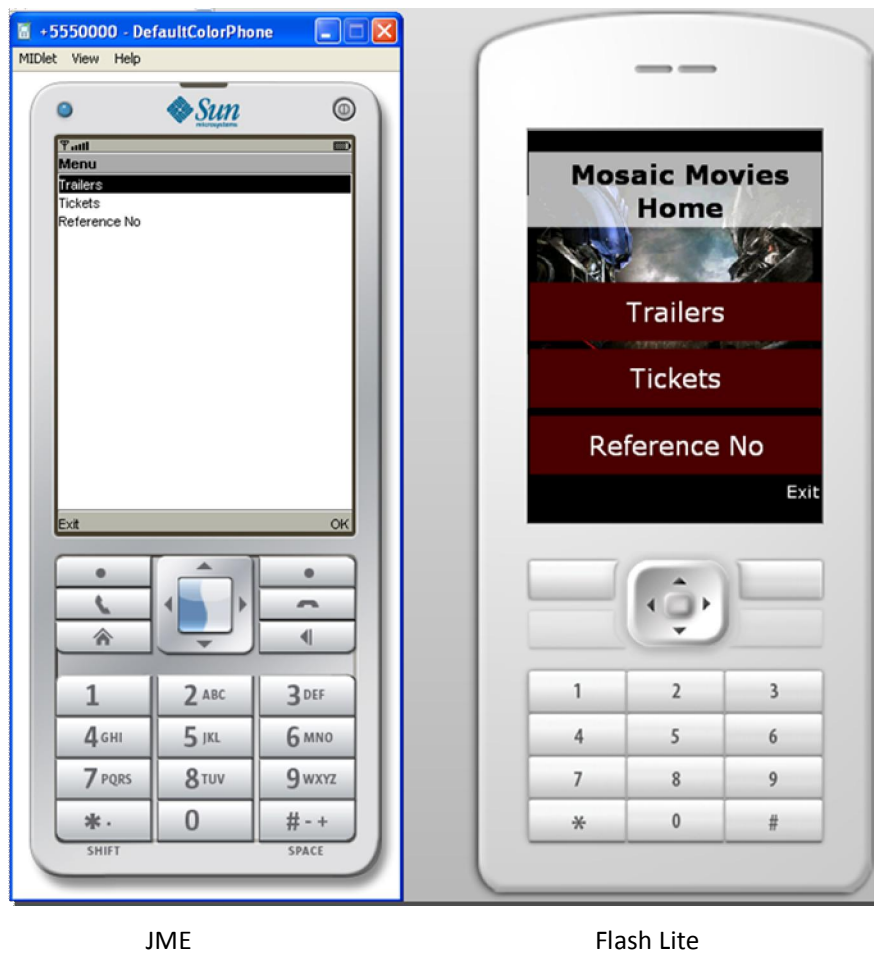 +5550000 - DefaultColorPhone
MIDlet View Help
Sun
microsystems
Menu
Trailers
Tickets
Reference No
Exit OK
1 2 ABC 3 DEF
4 GHI 5 JKL 6 MNO
7 PQRS 8 TUV 9 WXYZ
* . 0 # - +
SHIFT SPACE
Mosaic Movies
Home
Trailers
Tickets
Reference No
Exit
1 2 3
4 5 6
7 8 9
* 0 #
JME Flash Lite